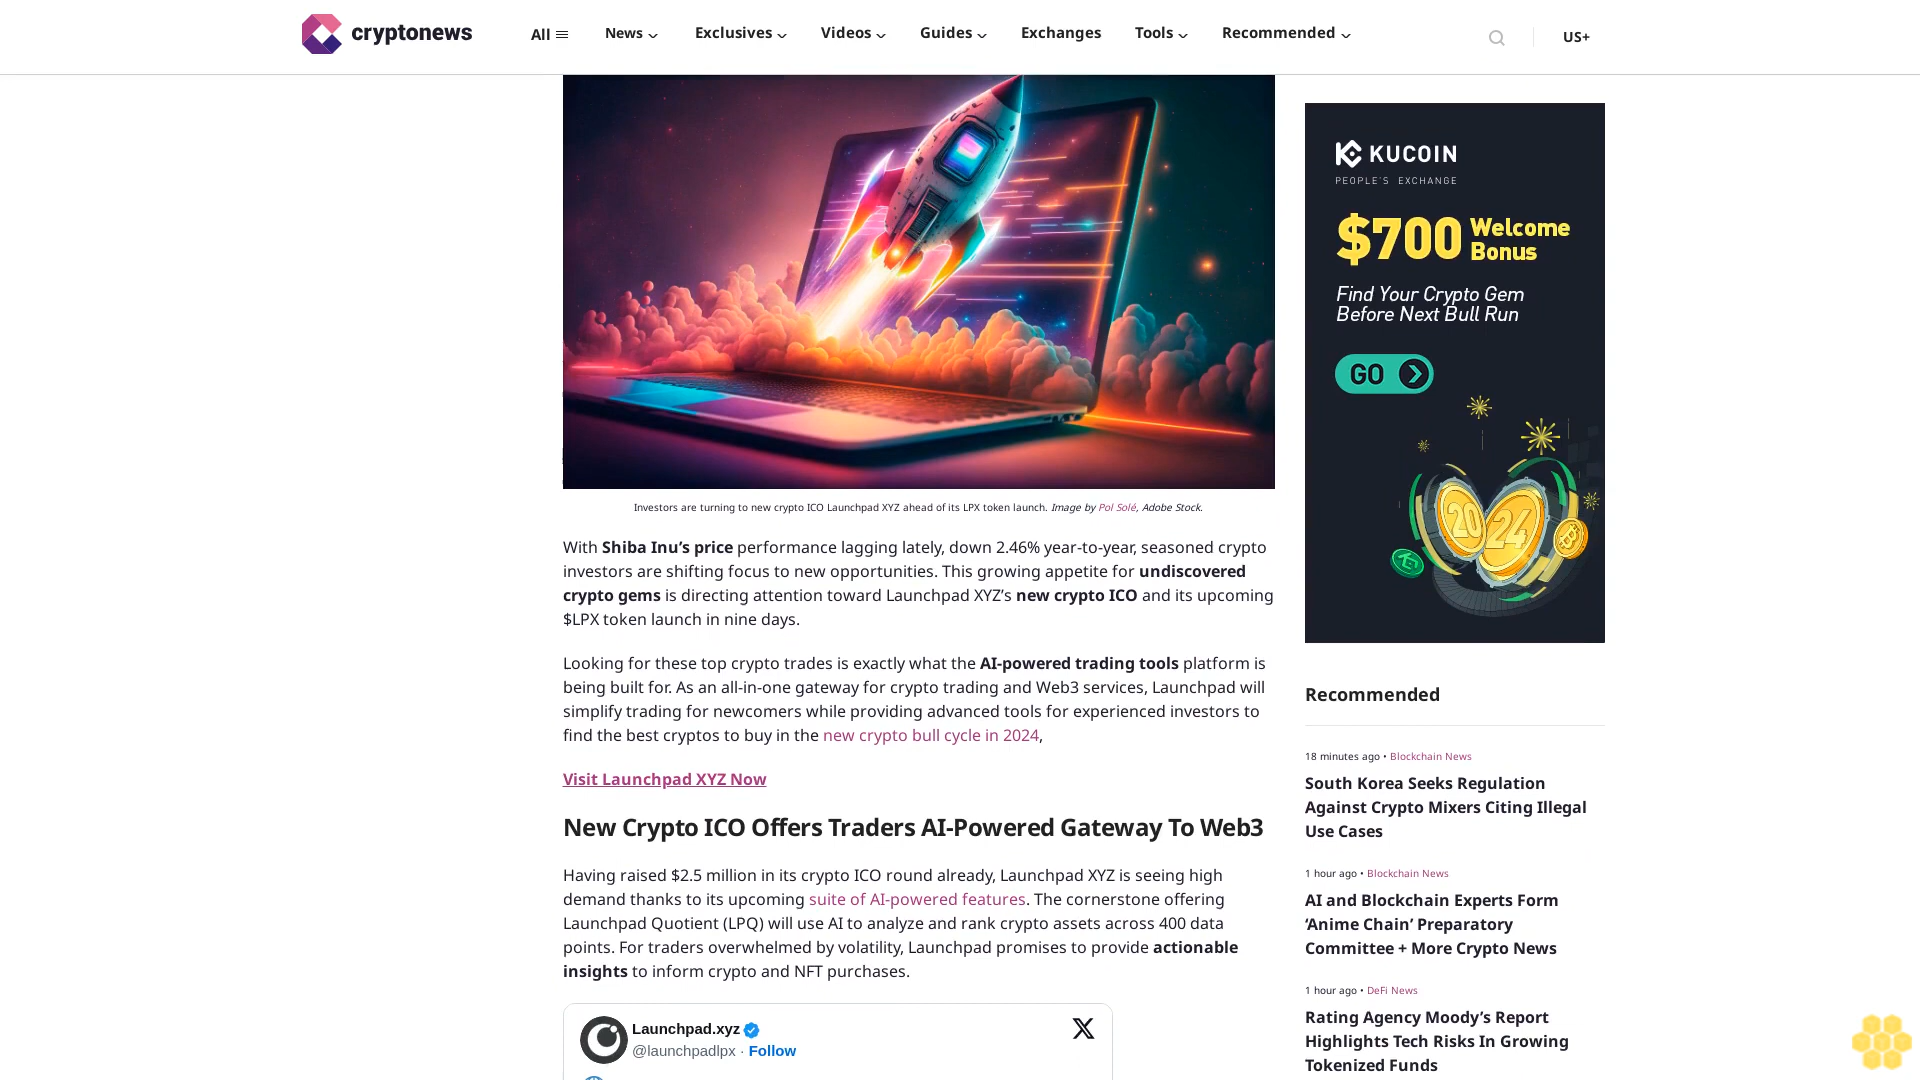 cryptonews
All
News
Exclusives
Videos
Guides
Exchanges
Tools
Recommended
US+
Investors are turning to new crypto ICO Launchpad XYZ ahead of its LPX token launch. Image by Pol Solé, Adobe Stock.
With Shiba Inu’s price performance lagging lately, down 2.46% year-to-year, seasoned crypto
investors are shifting focus to new opportunities. This growing appetite for undiscovered
crypto gems is directing attention toward Launchpad XYZ’s new crypto ICO and its upcoming
$LPX token launch in nine days.
Looking for these top crypto trades is exactly what the AI-powered trading tools platform is
being built for. As an all-in-one gateway for crypto trading and Web3 services, Launchpad will
simplify trading for newcomers while providing advanced tools for experienced investors to
find the best cryptos to buy in the new crypto bull cycle in 2024,
Visit Launchpad XYZ Now
New Crypto ICO Offers Traders AI-Powered Gateway To Web3
Having raised $2.5 million in its crypto ICO round already, Launchpad XYZ is seeing high
demand thanks to its upcoming suite of AI-powered features. The cornerstone offering
Launchpad Quotient (LPQ) will use AI to analyze and rank crypto assets across 400 data
points. For traders overwhelmed by volatility, Launchpad promises to provide actionable
insights to inform crypto and NFT purchases.
Launchpad.xyz
@launchpadlpx · Follow
KUCOIN
PEOPLE'S EXCHANGE
$700 Welcome
Bonus
Find Your Crypto Gem
Before Next Bull Run
GO
20 24
Recommended
18 minutes ago • Blockchain News
South Korea Seeks Regulation
Against Crypto Mixers Citing Illegal
Use Cases
1 hour ago • Blockchain News
AI and Blockchain Experts Form
‘Anime Chain’ Preparatory
Committee + More Crypto News
1 hour ago • DeFi News
Rating Agency Moody’s Report
Highlights Tech Risks In Growing
Tokenized Funds